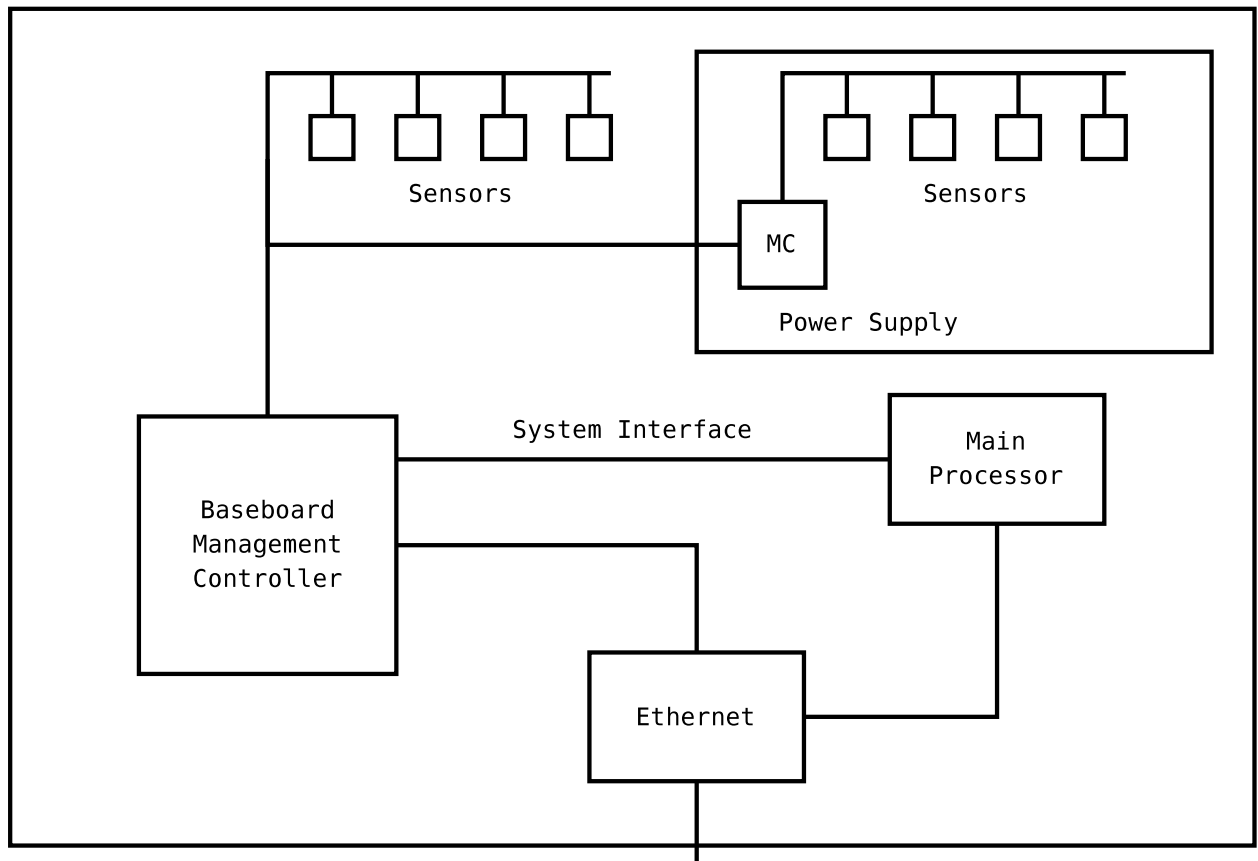 Sensors
Sensors
MC
Power Supply
System Interface
Main
Processor
Baseboard
Management
Controller
Ethernet